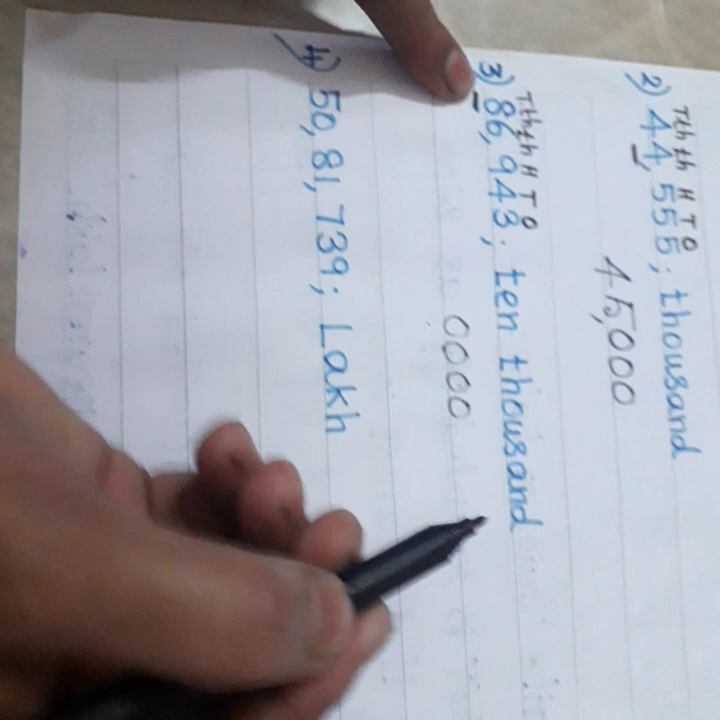 T.th th H T O
2) 44,555; thousand
45,000
T.th th H T O
3) 86,943; ten thousand
0000
4) 50,81,739; Lakh